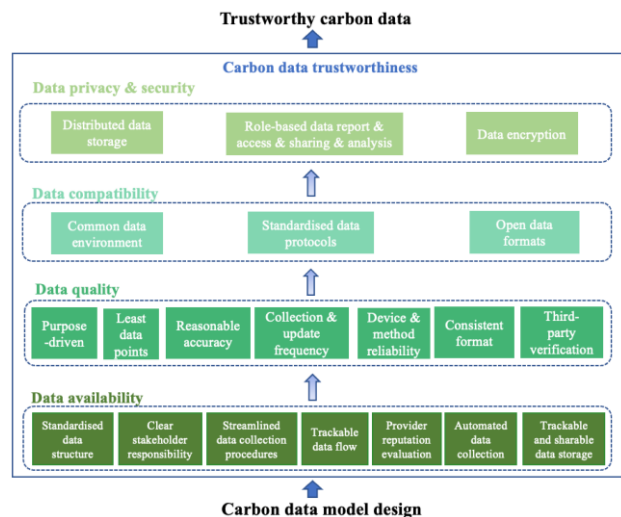 Trustworthy carbon data
Carbon data trustworthiness
Data privacy & security
Distributed data
storage
Role-based data report &
access & sharing & analysis
Data encryption
Data compatibility
Common data
environment
Standardised data
protocols
Open data
formats
Data quality
Purpose
-driven
Least data
points
Reasonable
accuracy
Collection &
update
frequency
Device &
method
reliability
Consistent
format
Third-
party
verification
Data availability
Standardised
data
structure
Clear
stakeholder
responsibility
Streamlined
data collection
procedures
Trackable
data flow
Provider
reputation
evaluation
Automated
data
collection
Trackable
and sharable
data storage
Carbon data model design